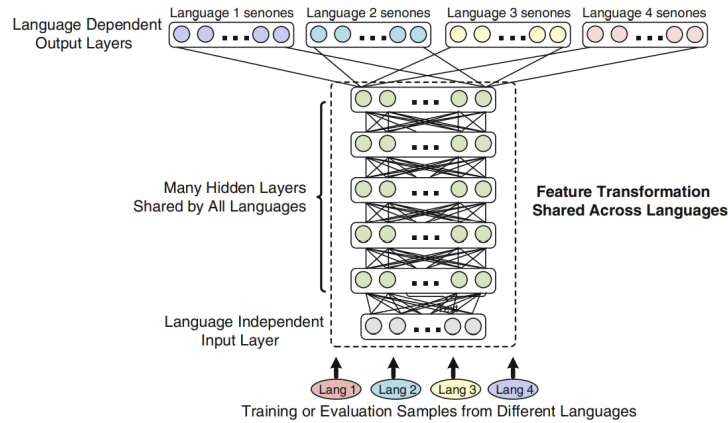 Language Dependent
Output Layers
Language 1 senones
Language 2 senones
Language 3 senones
Language 4 senones
Many Hidden Layers
Shared by All Languages
Feature Transformation
Shared Across Languages
Language Independent
Input Layer
Lang 1
Lang 2
Lang 3
Lang 4
Training or Evaluation Samples from Different Languages